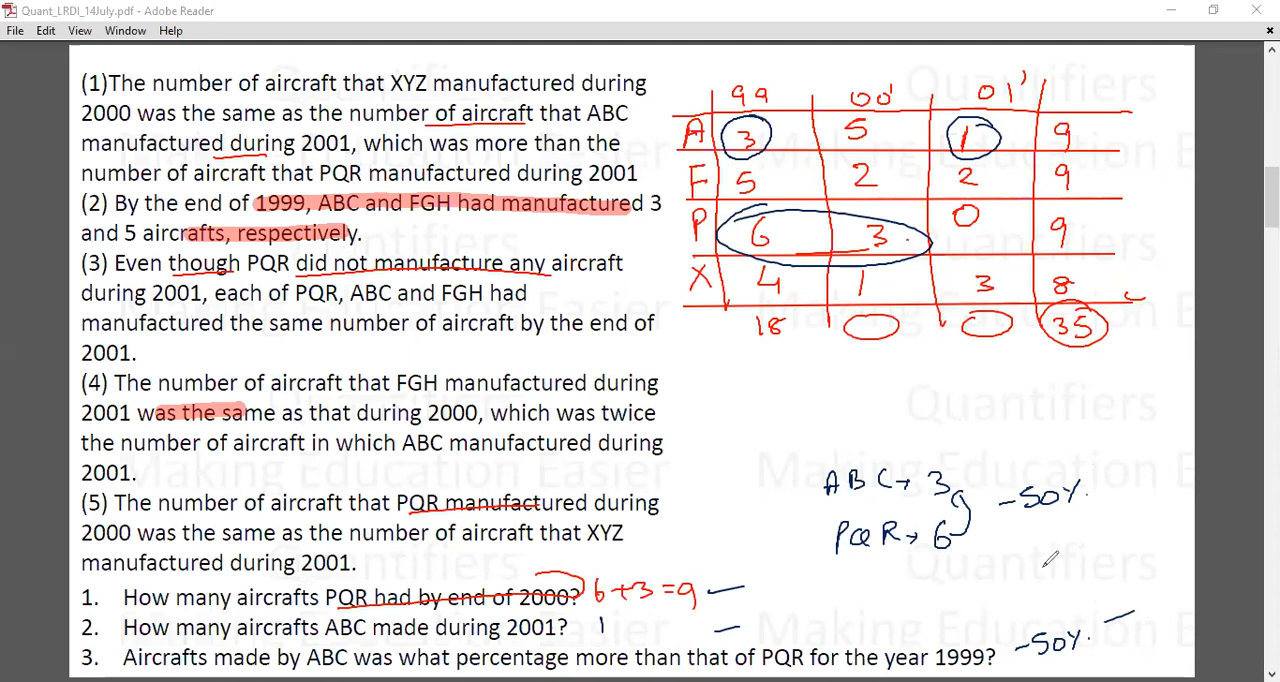 Quant_LRDI_14July.pdf - Adobe Reader
File Edit View Window Help
(1)The number of aircraft that XYZ manufactured during
2000 was the same as the number of aircraft that ABC
manufactured during 2001, which was more than the
number of aircraft that PQR manufactured during 2001
(2) By the end of 1999, ABC and FGH had manufactured 3
and 5 aircrafts, respectively.
(3) Even though PQR did not manufacture any aircraft
during 2001, each of PQR, ABC and FGH had
manufactured the same number of aircraft by the end of
2001.
(4) The number of aircraft that FGH manufactured during
2001 was the same as that during 2000, which was twice
the number of aircraft in which ABC manufactured during
2001.
(5) The number of aircraft that PQR manufactured during
2000 was the same as the number of aircraft that XYZ
manufactured during 2001.
1. How many aircrafts PQR had by end of 2000? 6+3=9
2. How many aircrafts ABC made during 2001? 1
3. Aircrafts made by ABC was what percentage more than that of PQR for the year 1999? -50%.
99 00' 01'
A 3 5 1 9
F 5 2 2 9
P 6 3 0 9
X 4 1 3 8
18 35
ABC→ 3
-50%.
PQR→ 6
Quantifiers
Making Education Easier
Quantifiers
Making Education Easier
Quantifiers